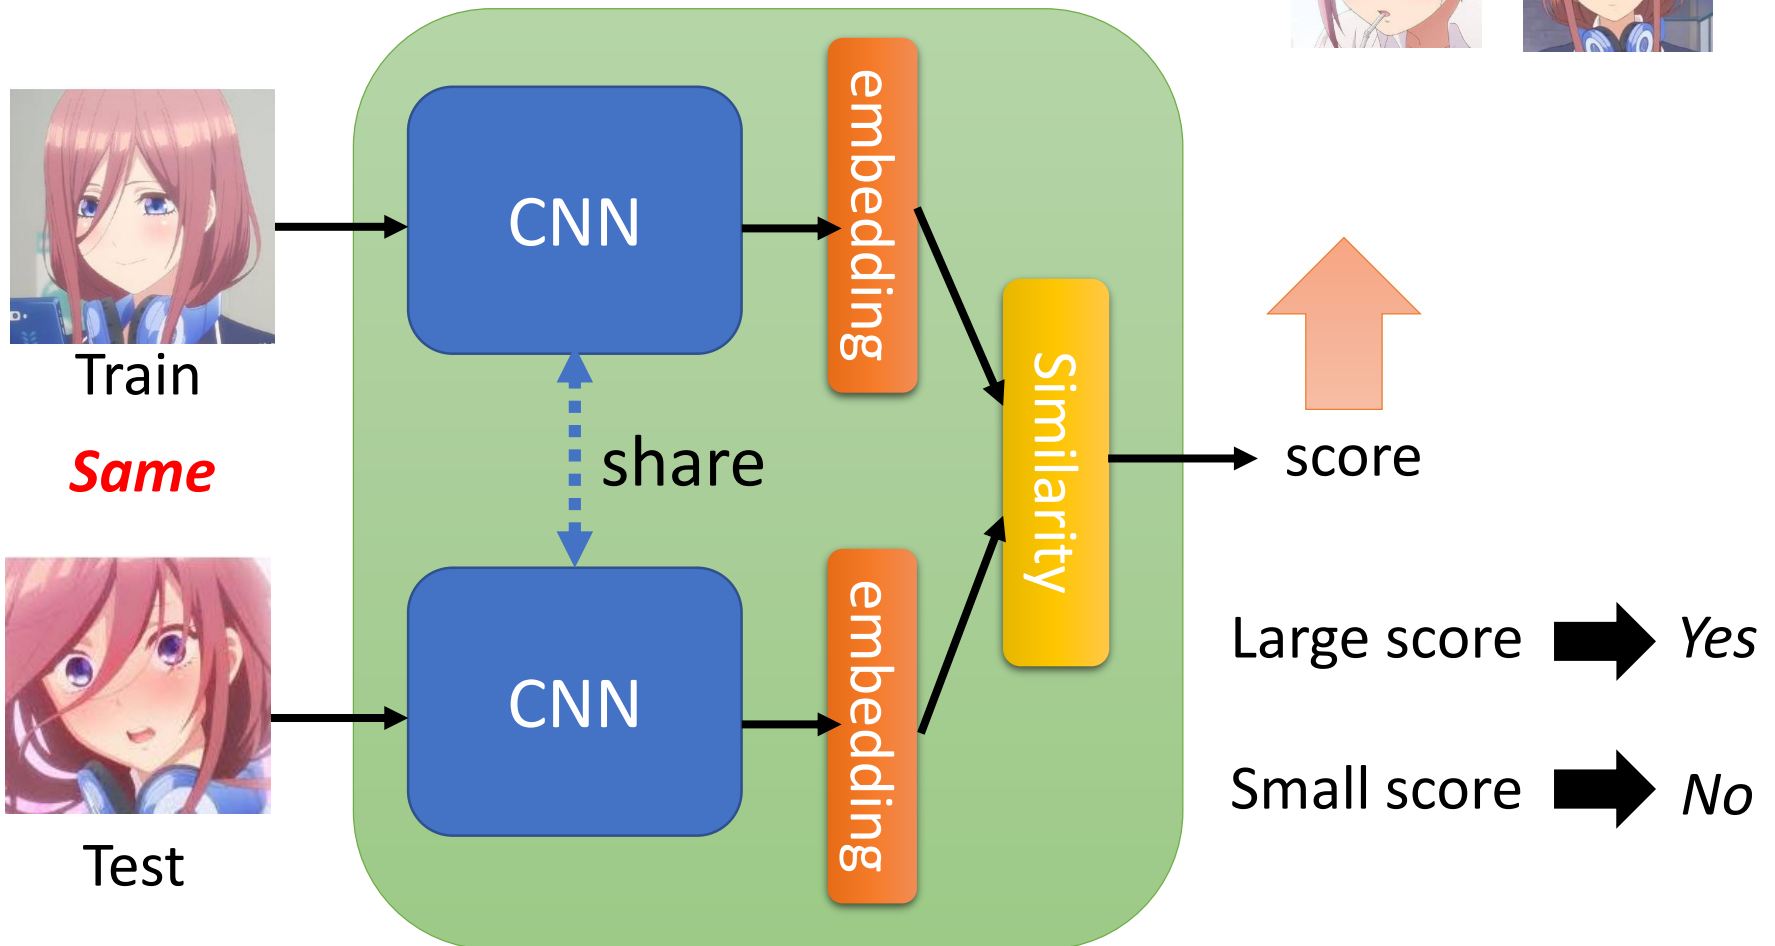 CNN
embedding
Train
Same
share
Similarity
score
CNN
embedding
Test
Large score
Yes
Small score
No